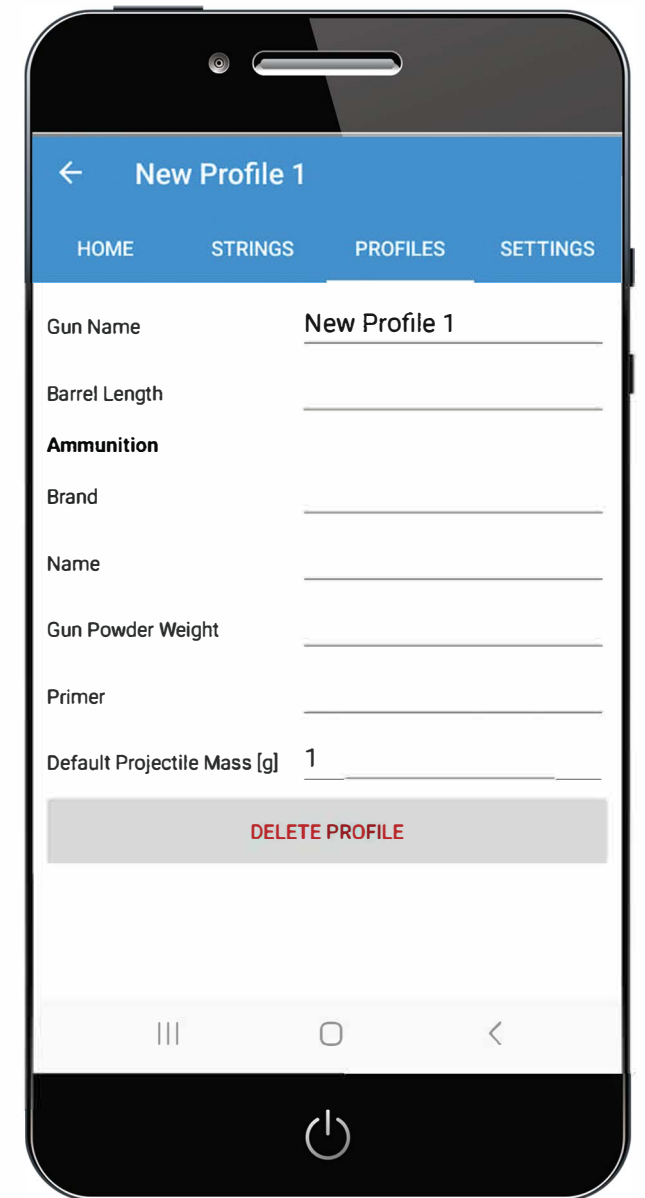 New Profile 1
HOME STRINGS PROFILES SETTINGS
Gun Name New Profile 1
Barrel Length
Ammunition
Brand
Name
Gun Powder Weight
Primer
Default Projectile Mass [g] 1
DELETE PROFILE